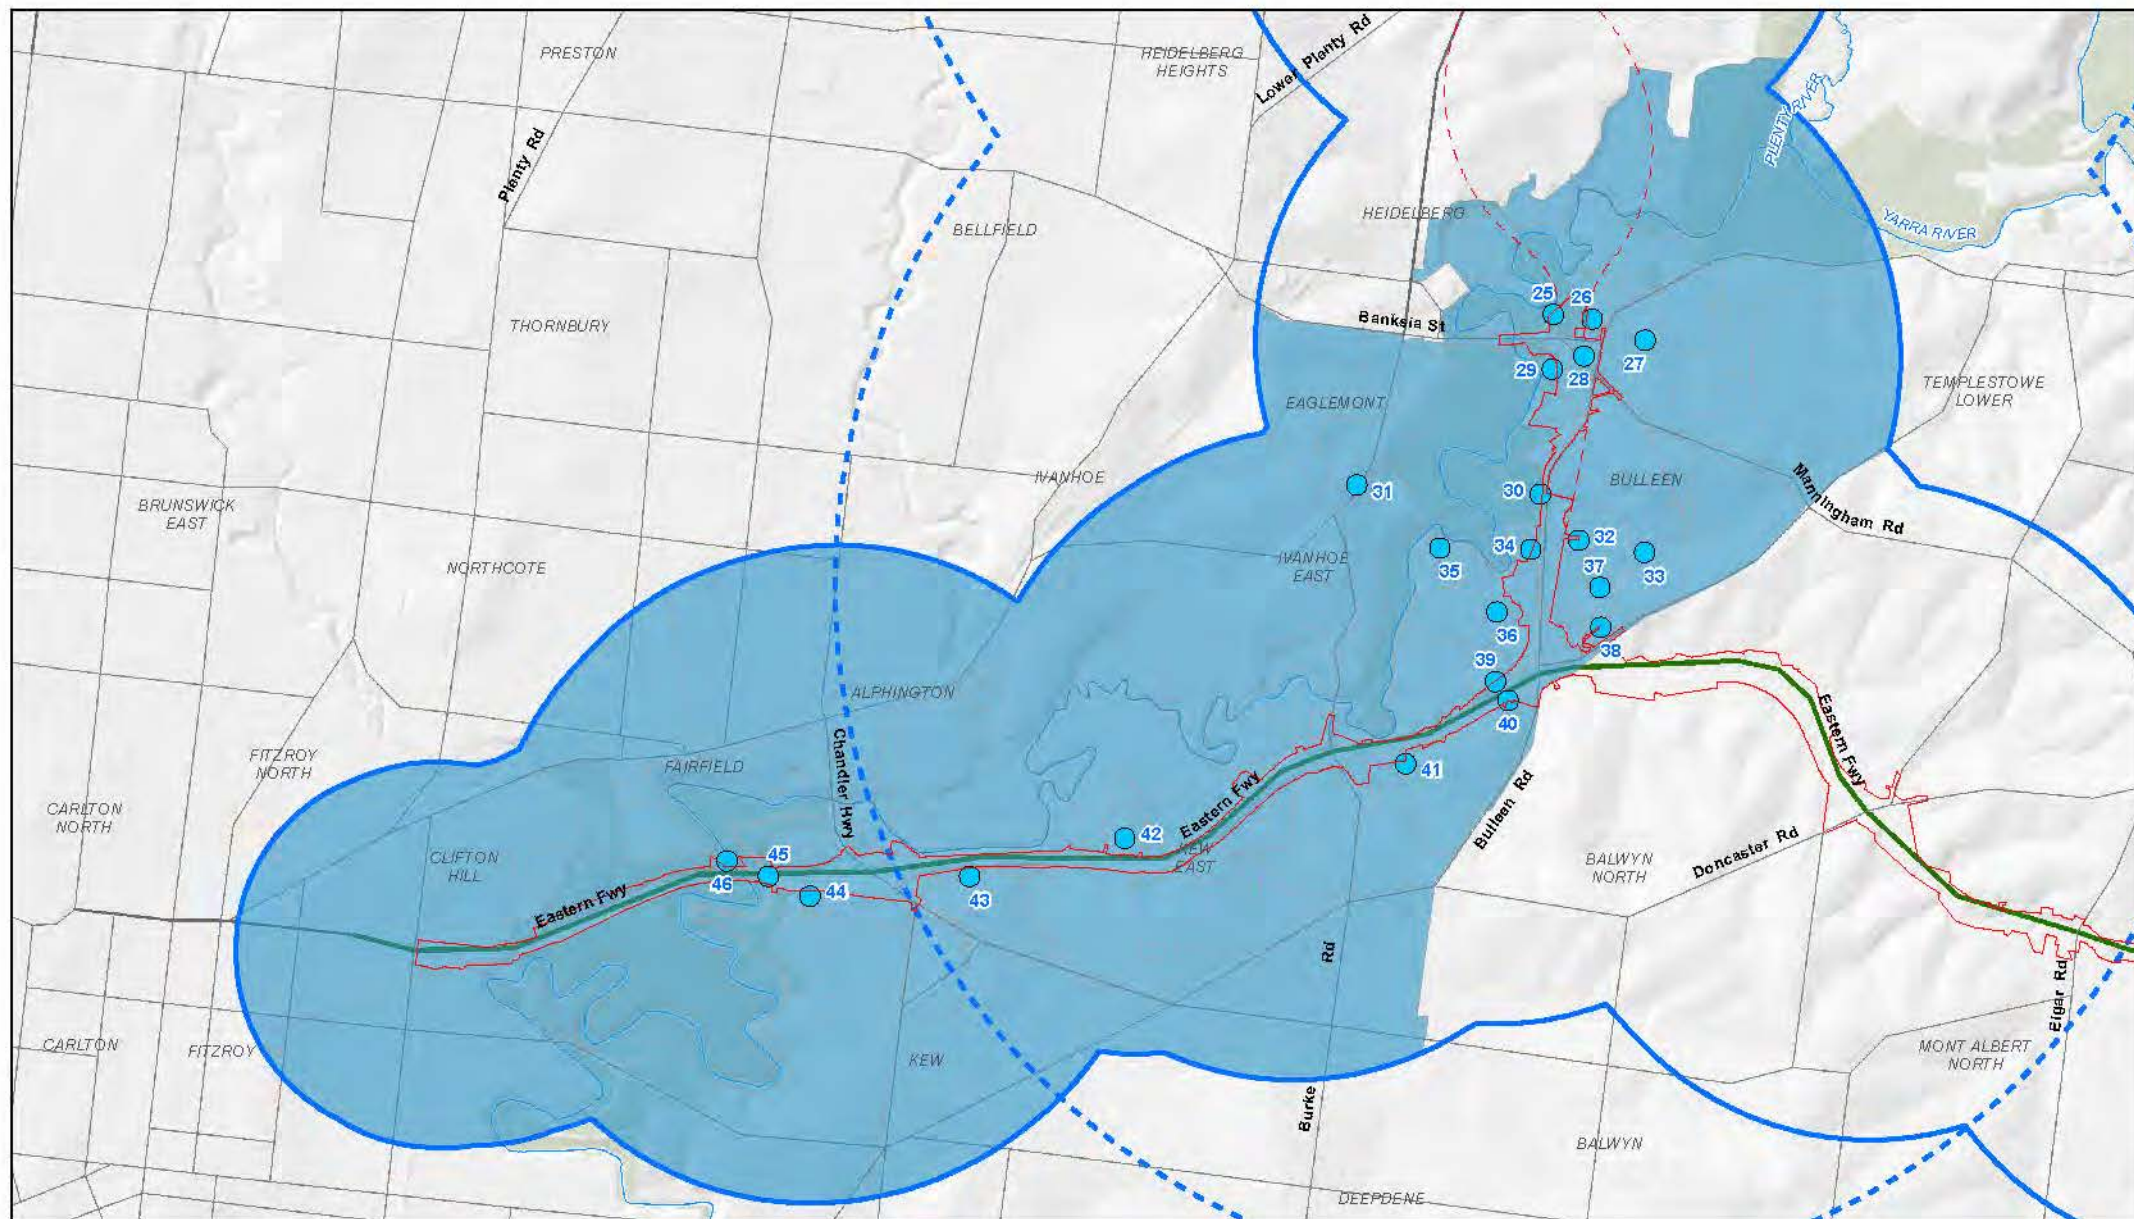 PRESTON
HEIDELBERG
HEIGHTS
Lower Plenty Rd
PLENTY RIVER
Plenty Rd
BELLFIELD
HEIDELBERG
YARRA RIVER
THORNBURY
25
26
Banksia St
27
28
29
EAGLEMONT
TEMPLESTOWE
LOWER
BRUNSWICK
EAST
IVANHOE
31
30
BULLEEN
Manningham Rd
NORTHCOTE
IVANHOE
EAST
35
34
32
33
37
36
38
39
ALPHINGTON
40
Eastern Fwy
FITZROY
NORTH
FAIRFIELD
Chandler Hwy
41
CARLTON
NORTH
Eastern Fwy
42
KEW
EAST
Bulleen Rd
Doncaster Rd
BALWYN
NORTH
CLIFTON
HILL
45
46
44
43
Eastern Fwy
Rd
Elgar Rd
CARLTON
FITZROY
KEW
MONT ALBERT
NORTH
Burke
BALWYN
DEEPDENE